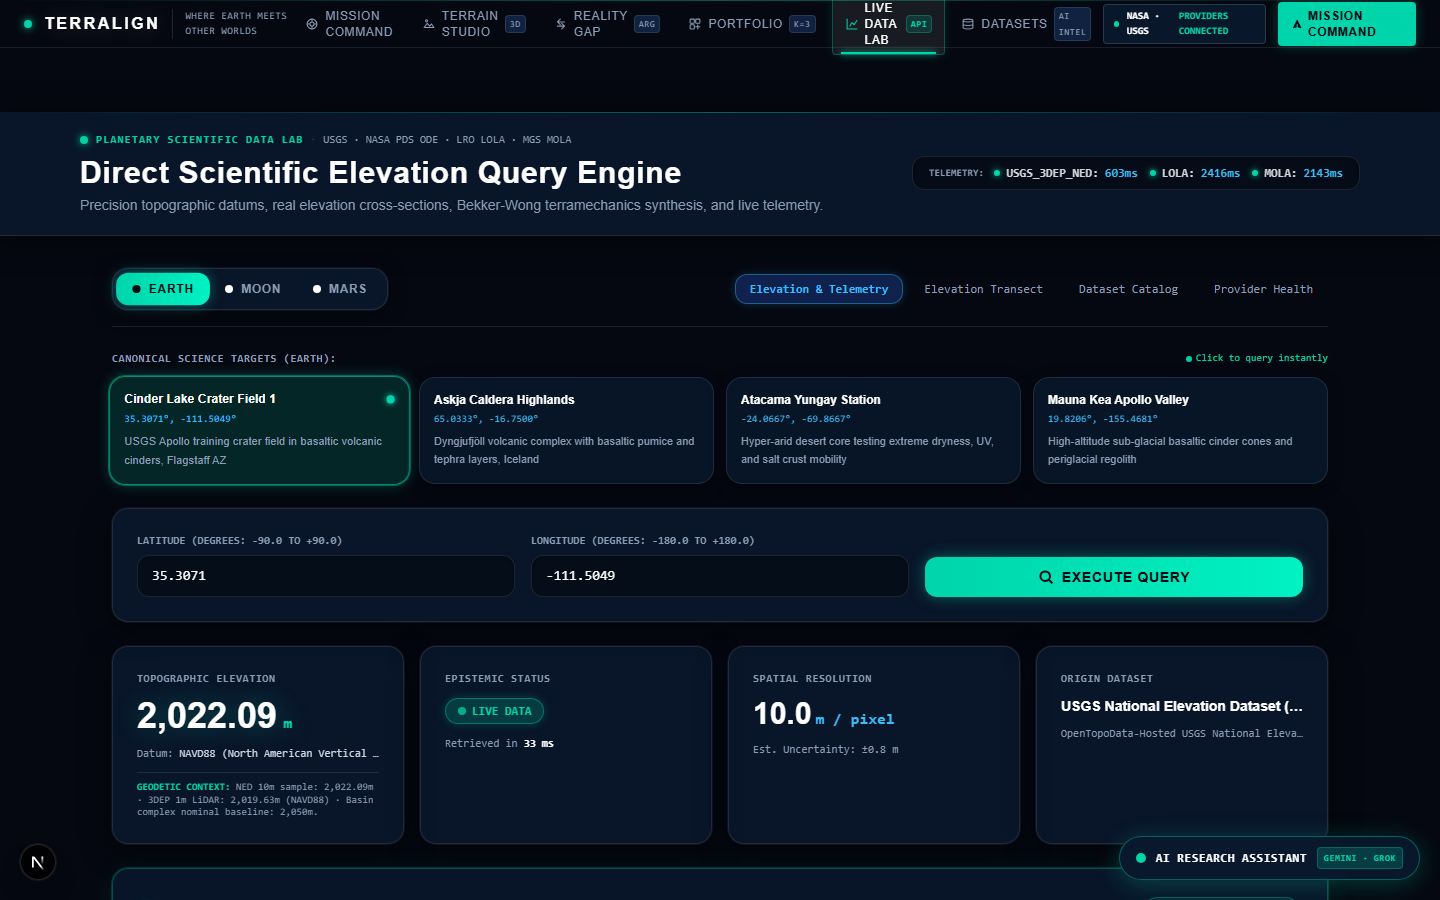 TERRALIGN
WHERE EARTH MEETS
OTHER WORLDS
MISSION
COMMAND
TERRAIN
STUDIO
3D
REALITY
GAP
ARG
PORTFOLIO
K=3
LIVE
DATA
LAB
API
DATASETS
AI
INTEL
NASA ·
USGS
PROVIDERS
CONNECTED
MISSION
COMMAND
PLANETARY SCIENTIFIC DATA LAB · USGS • NASA PDS ODE • LRO LOLA • MGS MOLA
Direct Scientific Elevation Query Engine
Precision topographic datums, real elevation cross-sections, Bekker-Wong terramechanics synthesis, and live telemetry.
TELEMETRY: USGS_3DEP_NED: 603ms LOLA: 2416ms MOLA: 2143ms
EARTH MOON MARS
Elevation & Telemetry Elevation Transect Dataset Catalog Provider Health
CANONICAL SCIENCE TARGETS (EARTH):
Click to query instantly
Cinder Lake Crater Field 1
35.3071°, -111.5049°
USGS Apollo training crater field in basaltic volcanic
cinders, Flagstaff AZ
Askja Caldera Highlands
65.0333°, -16.7500°
Dyngjufjöll volcanic complex with basaltic pumice and
tephra layers, Iceland
Atacama Yungay Station
-24.0667°, -69.8667°
Hyper-arid desert core testing extreme dryness, UV,
and salt crust mobility
Mauna Kea Apollo Valley
19.8206°, -155.4681°
High-altitude sub-glacial basaltic cinder cones and
periglacial regolith
LATITUDE (DEGREES: -90.0 TO +90.0)
35.3071
LONGITUDE (DEGREES: -180.0 TO +180.0)
-111.5049
EXECUTE QUERY
TOPOGRAPHIC ELEVATION
2,022.09 m
Datum: NAVD88 (North American Vertical …
GEODETIC CONTEXT: NED 10m sample: 2,022.09m
· 3DEP 1m LiDAR: 2,019.63m (NAVD88) · Basin
complex nominal baseline: 2,050m.
EPISTEMIC STATUS
LIVE DATA
Retrieved in 33 ms
SPATIAL RESOLUTION
10.0 m / pixel
Est. Uncertainty: ±0.8 m
ORIGIN DATASET
USGS National Elevation Dataset (...
OpenTopoData-Hosted USGS National Eleva…
N
AI RESEARCH ASSISTANT
GEMINI · GROK